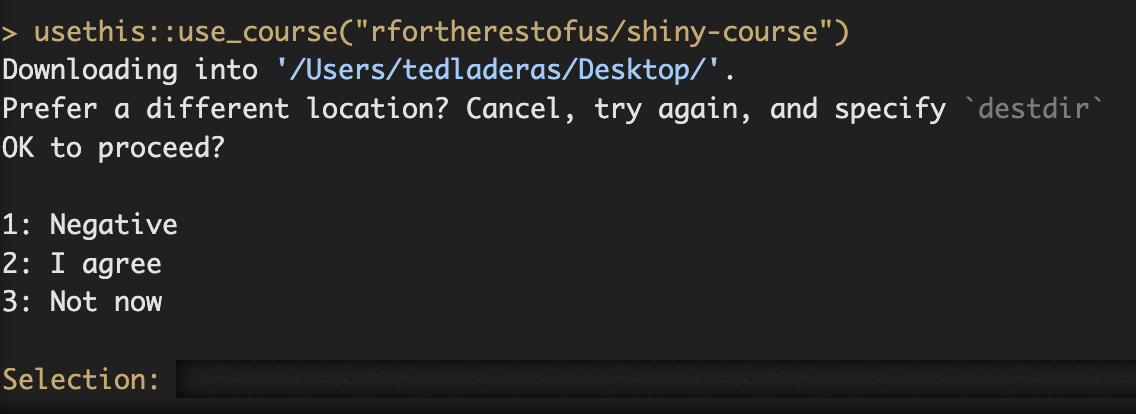 > usethis::use_course("rfortherestofus/shiny-course")
Downloading into '/Users/tedladeras/Desktop/'.
Prefer a different location? Cancel, try again, and specify `destdir`
OK to proceed?
1: Negative
2: I agree
3: Not now
Selection: